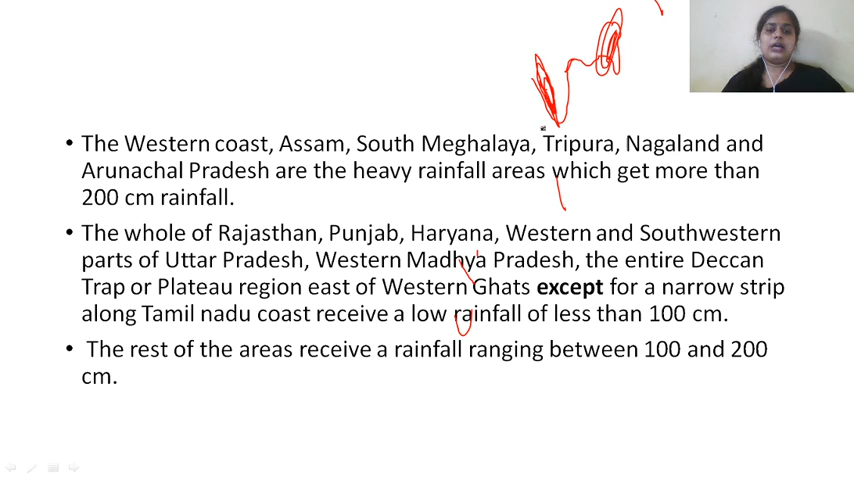 • The Western coast, Assam, South Meghalaya, Tripura, Nagaland and
Arunachal Pradesh are the heavy rainfall areas which get more than
200 cm rainfall.
• The whole of Rajasthan, Punjab, Haryana, Western and Southwestern
parts of Uttar Pradesh, Western Madhya Pradesh, the entire Deccan
Trap or Plateau region east of Western Ghats except for a narrow strip
along Tamil nadu coast receive a low rainfall of less than 100 cm.
• The rest of the areas receive a rainfall ranging between 100 and 200
cm.